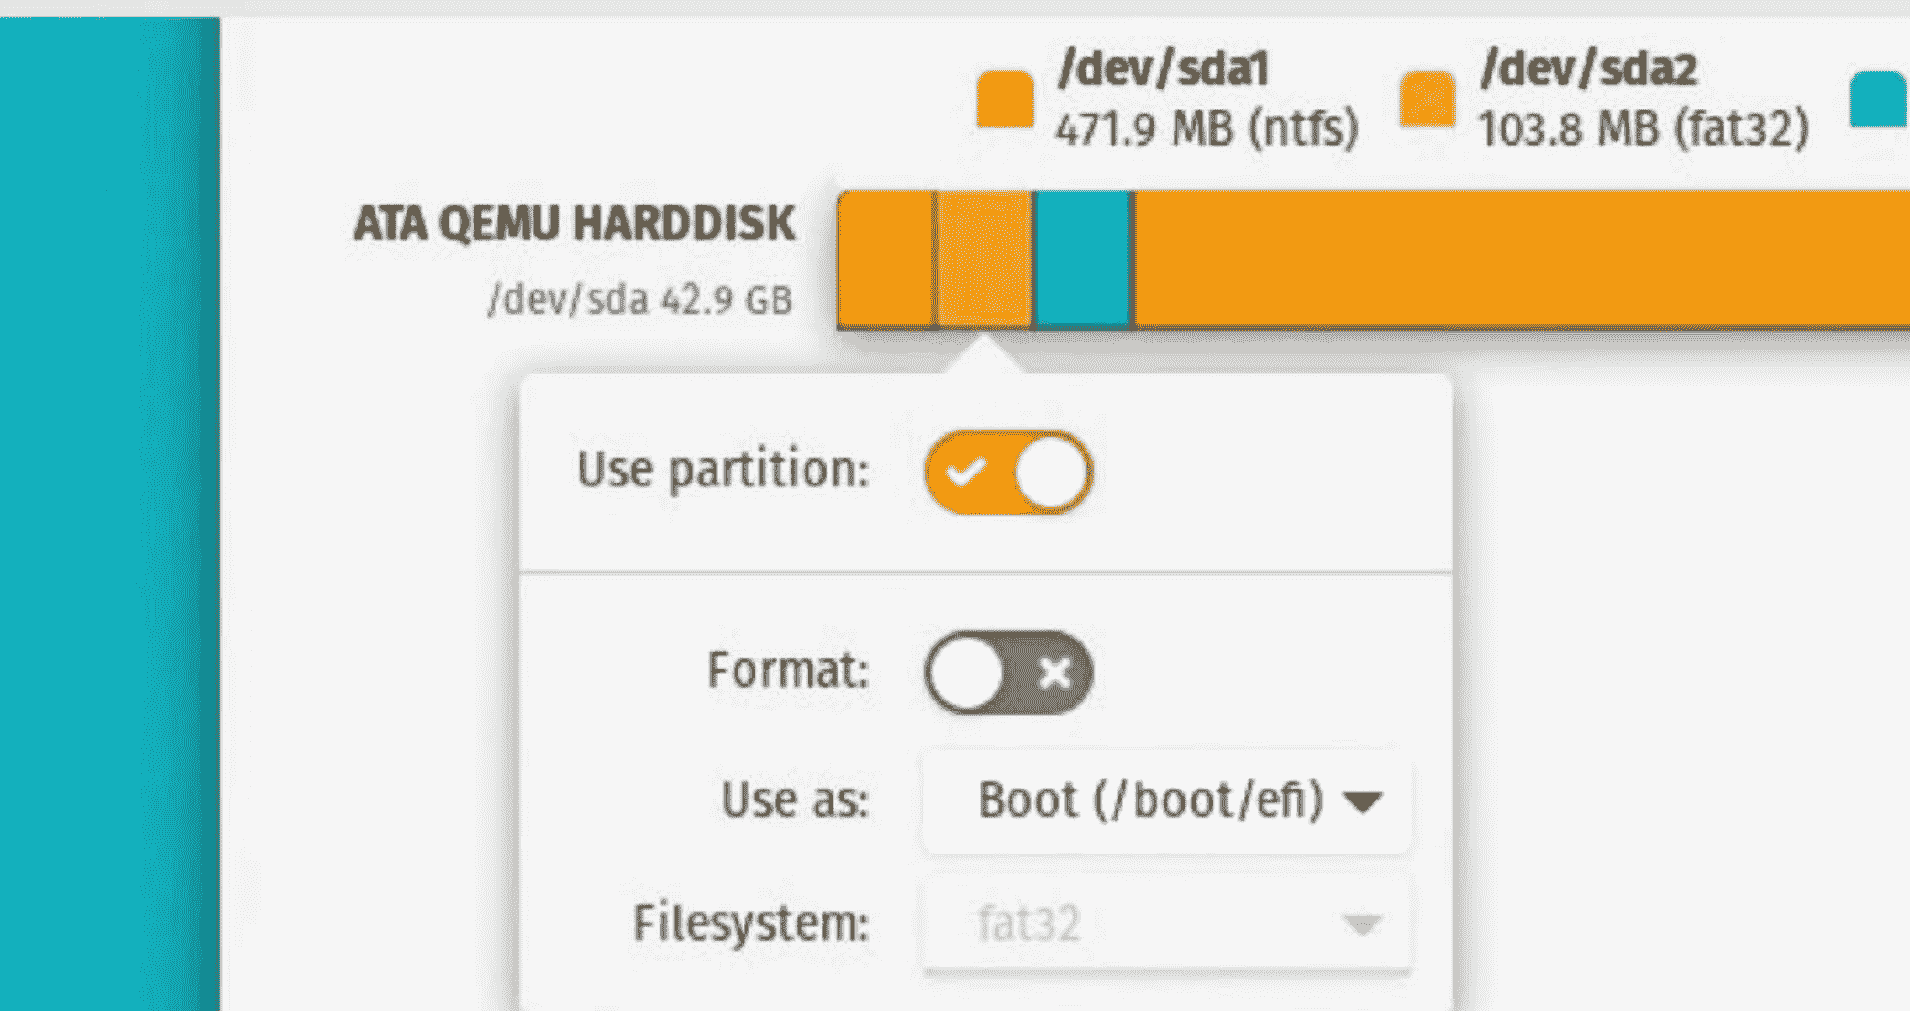 /dev/sda1
471.9 MB (ntfs)
/dev/sda2
103.8 MB (fat32)
ATA QEMU HARDDISK
/dev/sda 42.9 GB
Use partition:
Format:
Use as: Boot (/boot/efi)
Filesystem: fat32